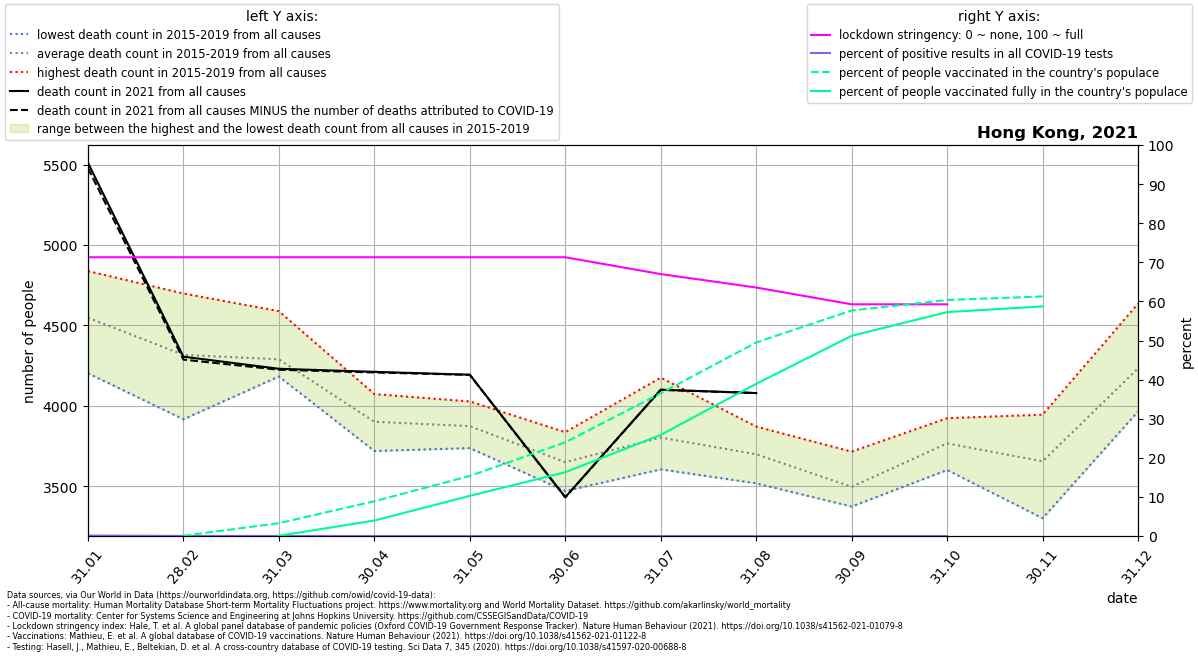 left Y axis:
lowest death count in 2015-2019 from all causes
average death count in 2015-2019 from all causes
highest death count in 2015-2019 from all causes
death count in 2021 from all causes
death count in 2021 from all causes MINUS the number of deaths attributed to COVID-19
range between the highest and the lowest death count from all causes in 2015-2019
right Y axis:
lockdown stringency: 0 ~ none, 100 ~ full
percent of positive results in all COVID-19 tests
percent of people vaccinated in the country's populace
percent of people vaccinated fully in the country's populace
Hong Kong, 2021
number of people
5500
5000
4500
4000
3500
100
90
80
70
60
50
40
30
20
10
0
percent
31.01
28.02
31.03
30.04
31.05
30.06
31.07
31.08
30.09
31.10
30.11
31.12
date
Data sources, via Our World in Data (https://ourworldindata.org, https://github.com/owid/covid-19-data):
- All-cause mortality: Human Mortality Database Short-term Mortality Fluctuations project. https://www.mortality.org and World Mortality Dataset. https://github.com/akarlinsky/world_mortality
- COVID-19 mortality: Center for Systems Science and Engineering at Johns Hopkins University. https://github.com/CSSEGISandData/COVID-19
- Lockdown stringency index: Hale, T. et al. A global panel database of pandemic policies (Oxford COVID-19 Government Response Tracker). Nature Human Behaviour (2021). https://doi.org/10.1038/s41562-021-01079-8
- Vaccinations: Mathieu, E. et al. A global database of COVID-19 vaccinations. Nature Human Behaviour (2021). https://doi.org/10.1038/s41562-021-01122-8
- Testing: Hasell, J., Mathieu, E., Beltekian, D. et al. A cross-country database of COVID-19 testing. Sci Data 7, 345 (2020). https://doi.org/10.1038/s41597-020-00688-8